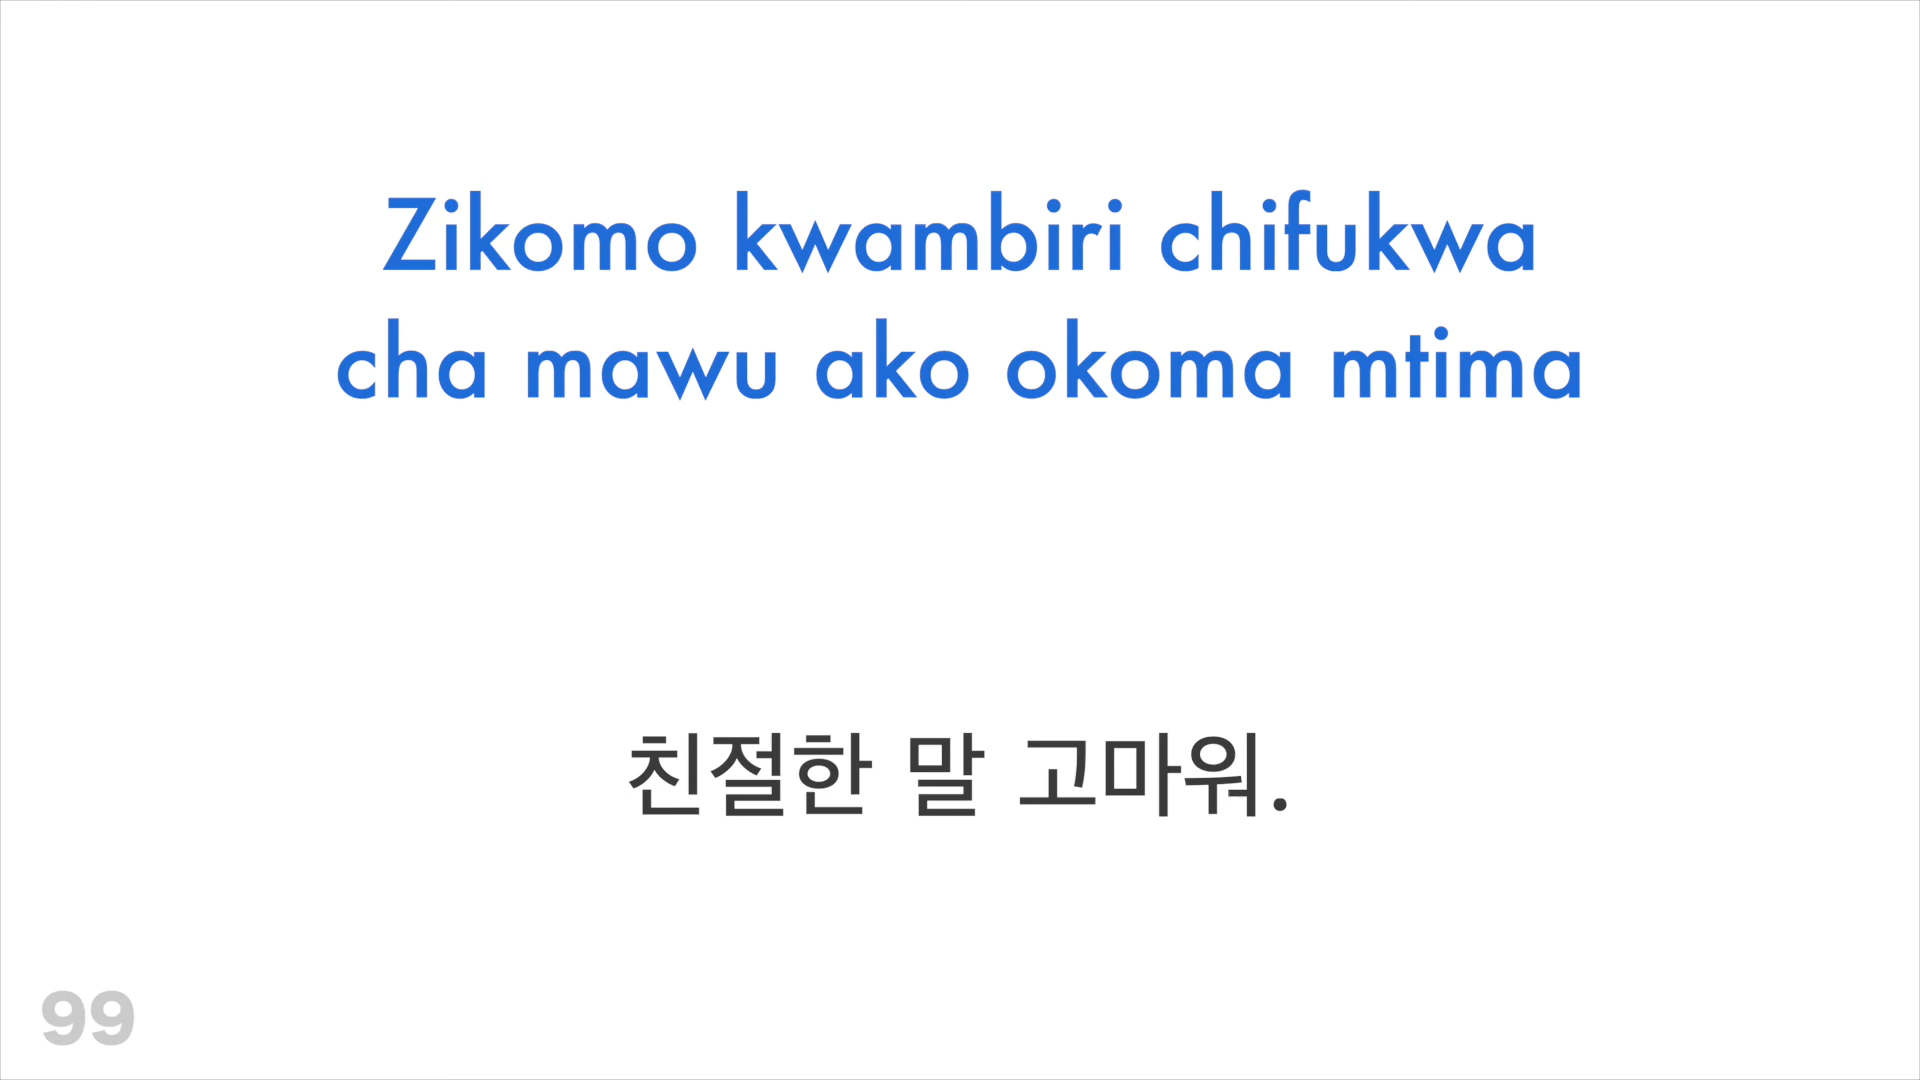 Zikomo kwambiri chifukwa
cha mawu ako okoma mtima
친절한 말 고마워.
99